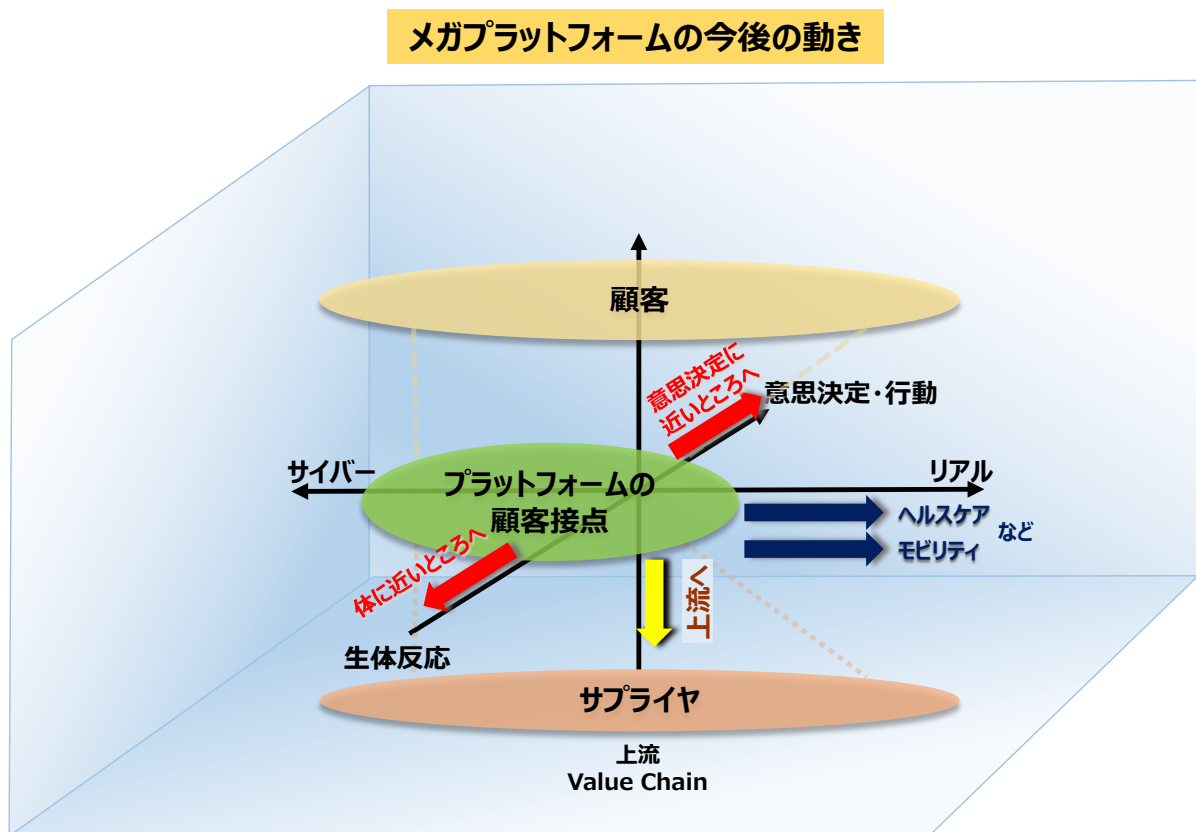 メガプラットフォームの今後の動き
顧客
意思決定に
近いところへ
意思決定・行動
サイバー
リアル
プラットフォームの
顧客接点
ヘルスケア
モビリティ
など
体に近いところへ
上流へ
生体反応
サプライヤ
上流
Value Chain